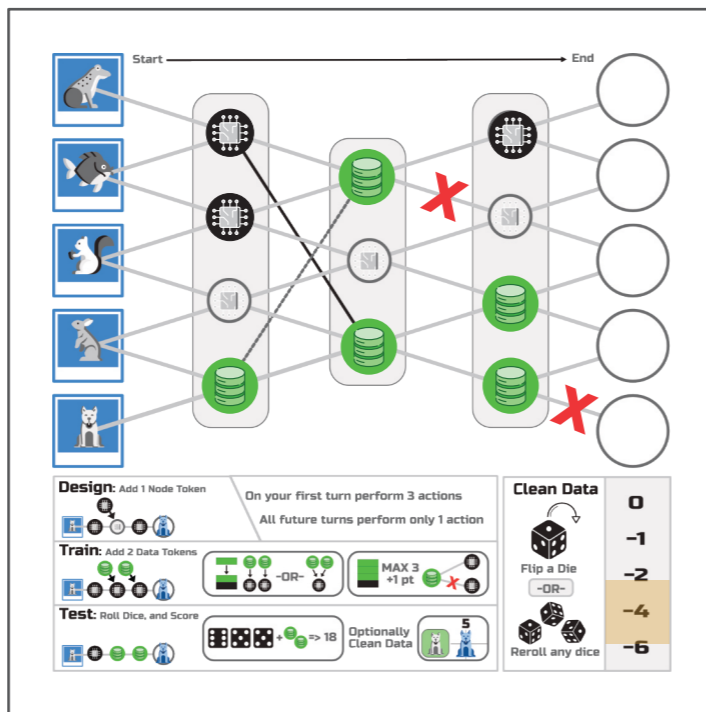 Start
End
X
X
Design: Add 1 Node Token
On your first turn perform 3 actions
All future turns perform only 1 action
Train: Add 2 Data Tokens
-OR-
MAX 3
+1 pt
x
Test: Roll Dice, and Score
+ => 18
Optionally
Clean Data
5
Clean Data
Flip a Die
-OR-
Reroll any dice
0
-1
-2
-4
-6